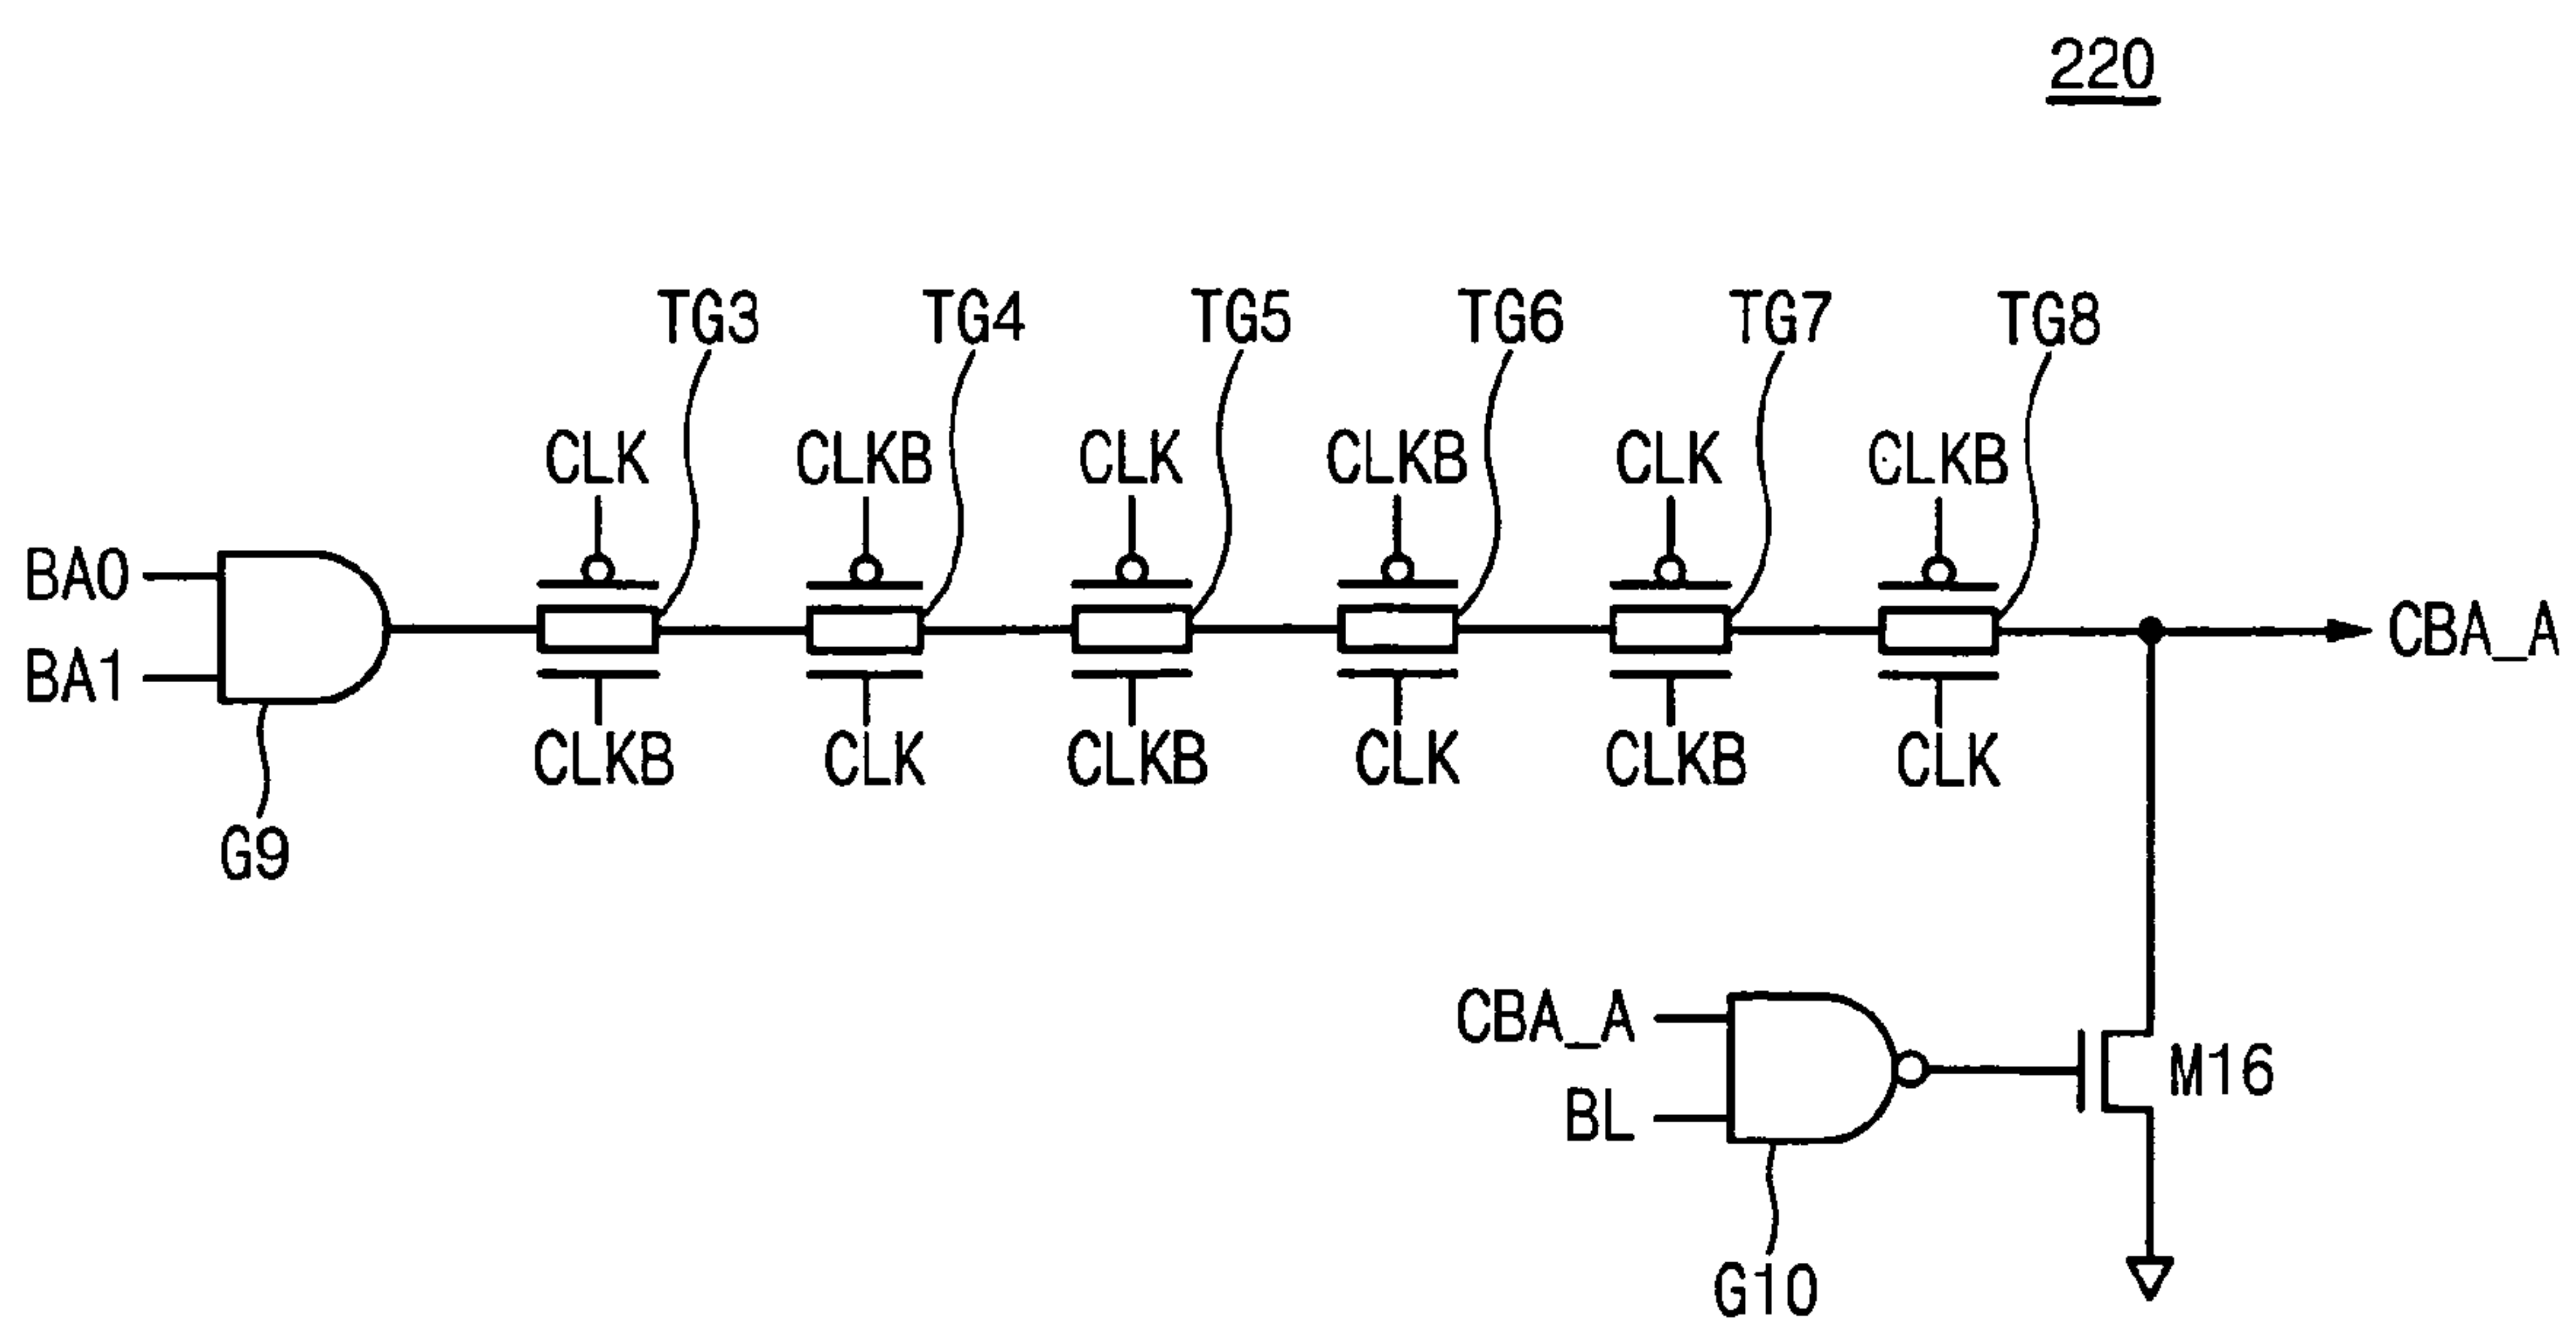 220
TG3 TG4 TG5 TG6 TG7 TG8
CLK CLKB CLK CLKB CLK CLKB
BA0
BA1
CBA_A
CLKB CLK CLKB CLK CLKB CLK
G9
CBA_A
BL
M16
G10